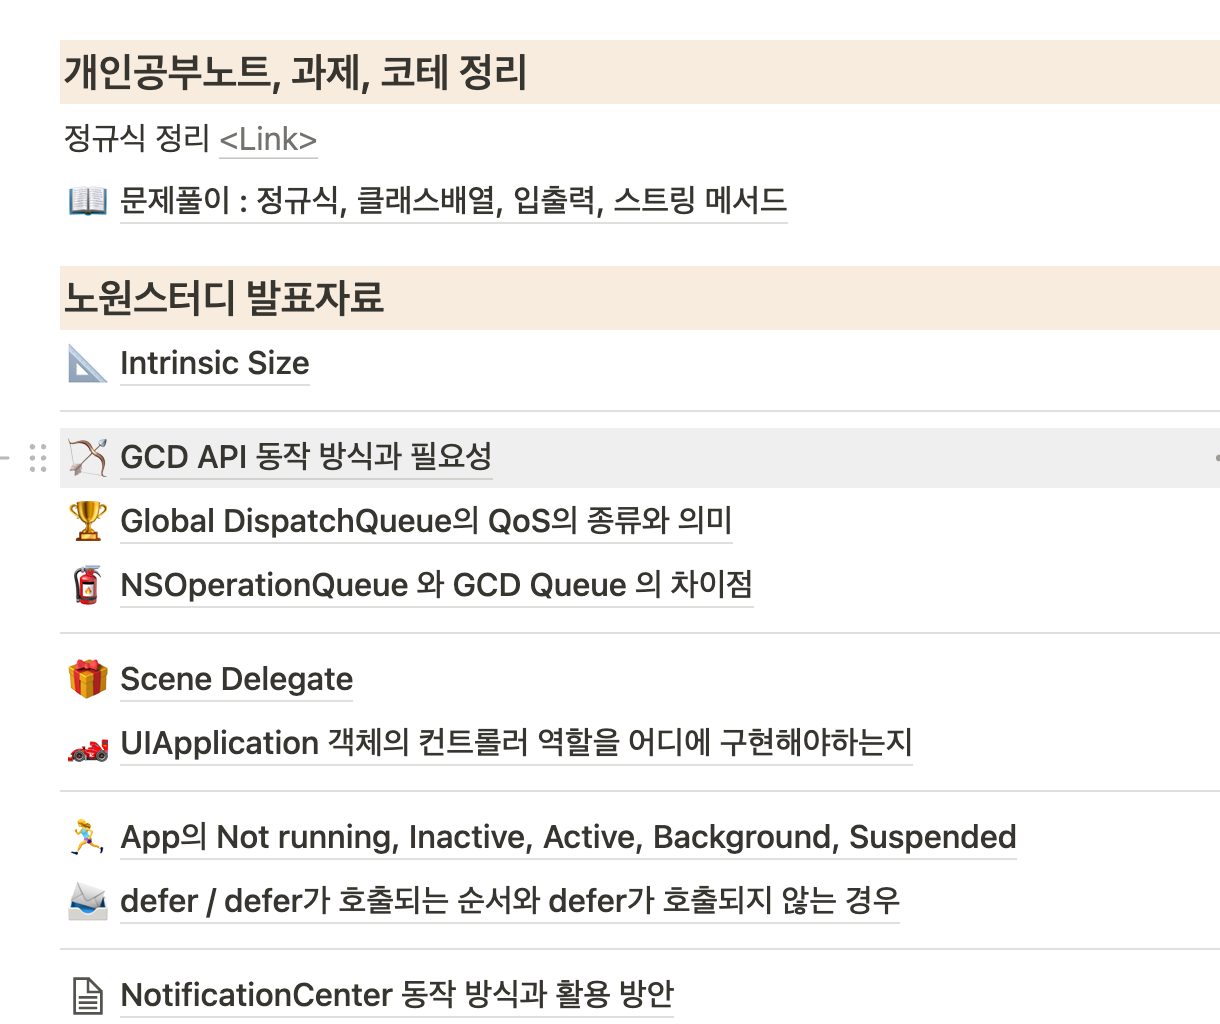 개인공부노트, 과제, 코테 정리
정규식 정리 <Link>
문제풀이 : 정규식, 클래스배열, 입출력, 스트링 메서드
노원스터디 발표자료
Intrinsic Size
GCD API 동작 방식과 필요성
Global DispatchQueue의 QoS의 종류와 의미
NSOperationQueue 와 GCD Queue 의 차이점
Scene Delegate
UIApplication 객체의 컨트롤러 역할을 어디에 구현해야하는지
App의 Not running, Inactive, Active, Background, Suspended
defer / defer가 호출되는 순서와 defer가 호출되지 않는 경우
NotificationCenter 동작 방식과 활용 방안